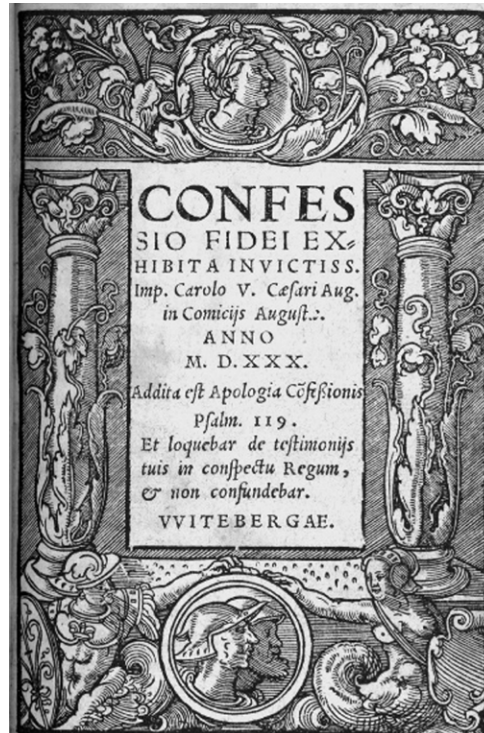 CONFES
SIO FIDEI EX⸗
HIBITA INVICTISS.
Imp. Carolo V. Cæſari Aug.
in Comicijs Auguſt.:.
ANNO
M. D.XXX.
Addita eſt Apologia Cõfeßionis
Pſalm. 119.
Et loquebar de teſtimonijs
tuis in conſpectu Regum,
& non confundebar.
VVITEBERGAE.